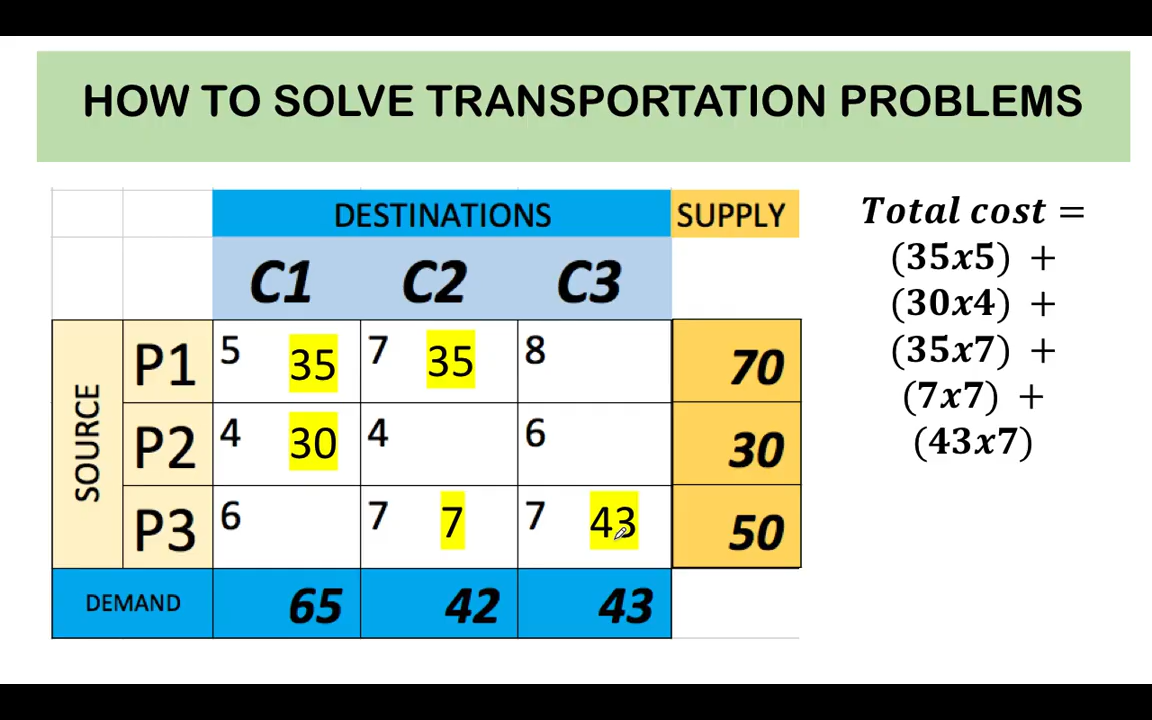 HOW TO SOLVE TRANSPORTATION PROBLEMS
DESTINATIONS SUPPLY
C1 C2 C3
SOURCE
P1 5 35 7 35 8 70
P2 4 30 4 6 30
P3 6 7 7 7 43 50
DEMAND 65 42 43
Total cost =
(35x5) +
(30x4) +
(35x7) +
(7x7) +
(43x7)